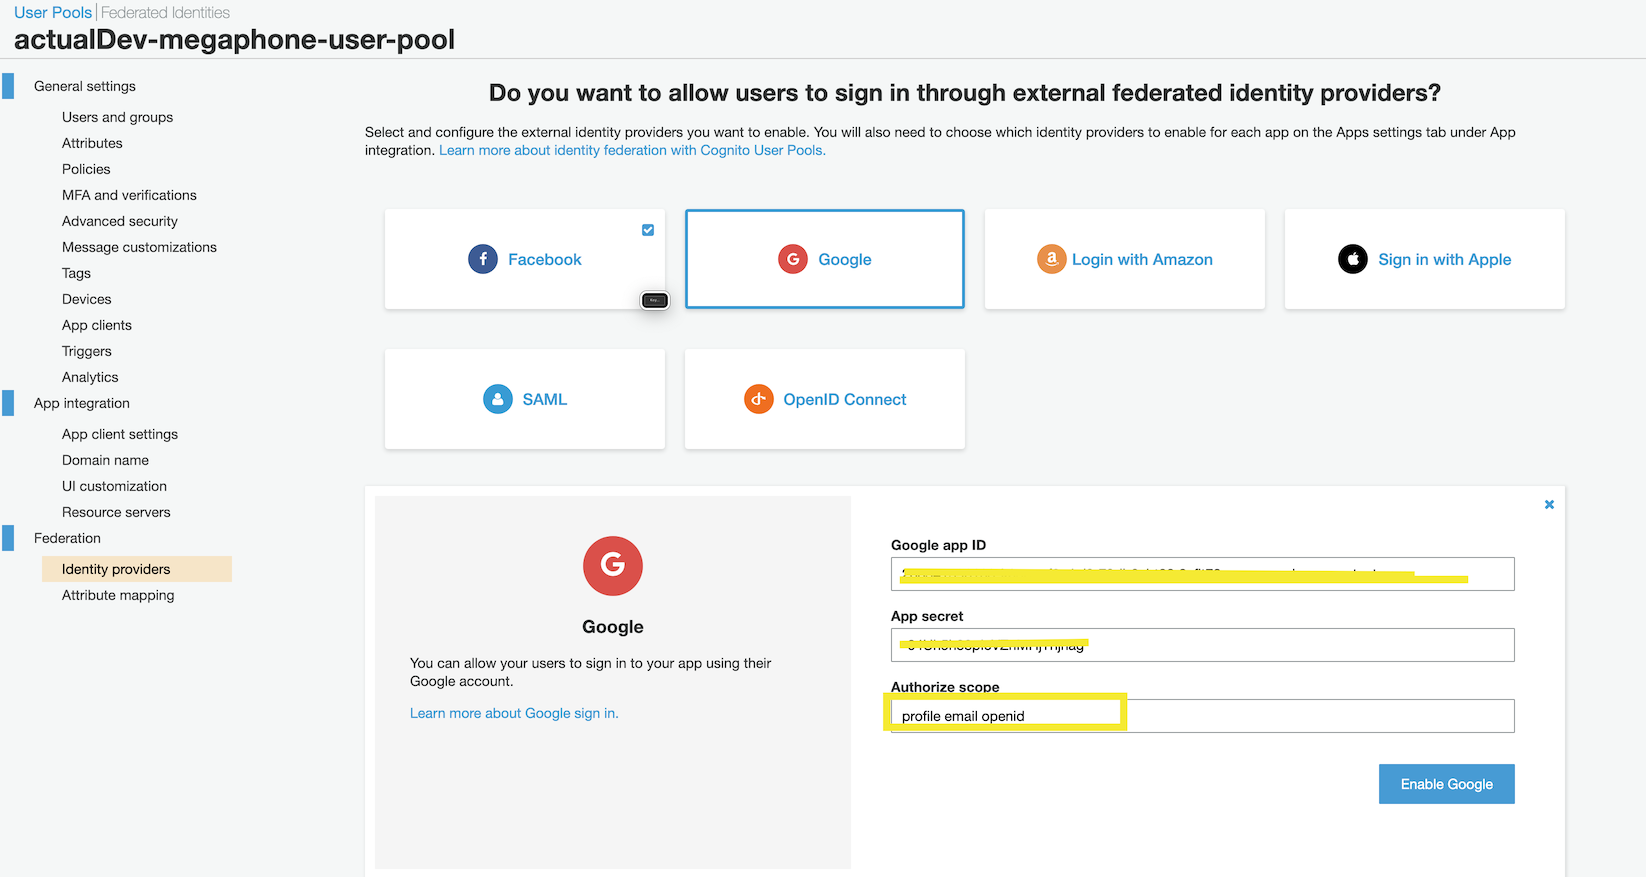 User Pools | Federated Identities
actualDev-megaphone-user-pool
General settings
Users and groups
Attributes
Policies
MFA and verifications
Advanced security
Message customizations
Tags
Devices
App clients
Triggers
Analytics
App integration
App client settings
Domain name
UI customization
Resource servers
Federation
Identity providers
Attribute mapping
Do you want to allow users to sign in through external federated identity providers?
Select and configure the external identity providers you want to enable. You will also need to choose which identity providers to enable for each app on the Apps settings tab under App
integration. Learn more about identity federation with Cognito User Pools.
Facebook
Google
Login with Amazon
Sign in with Apple
SAML
OpenID Connect
Google
You can allow your users to sign in to your app using their
Google account.
Learn more about Google sign in.
Google app ID
App secret
Authorize scope
profile email openid
Enable Google